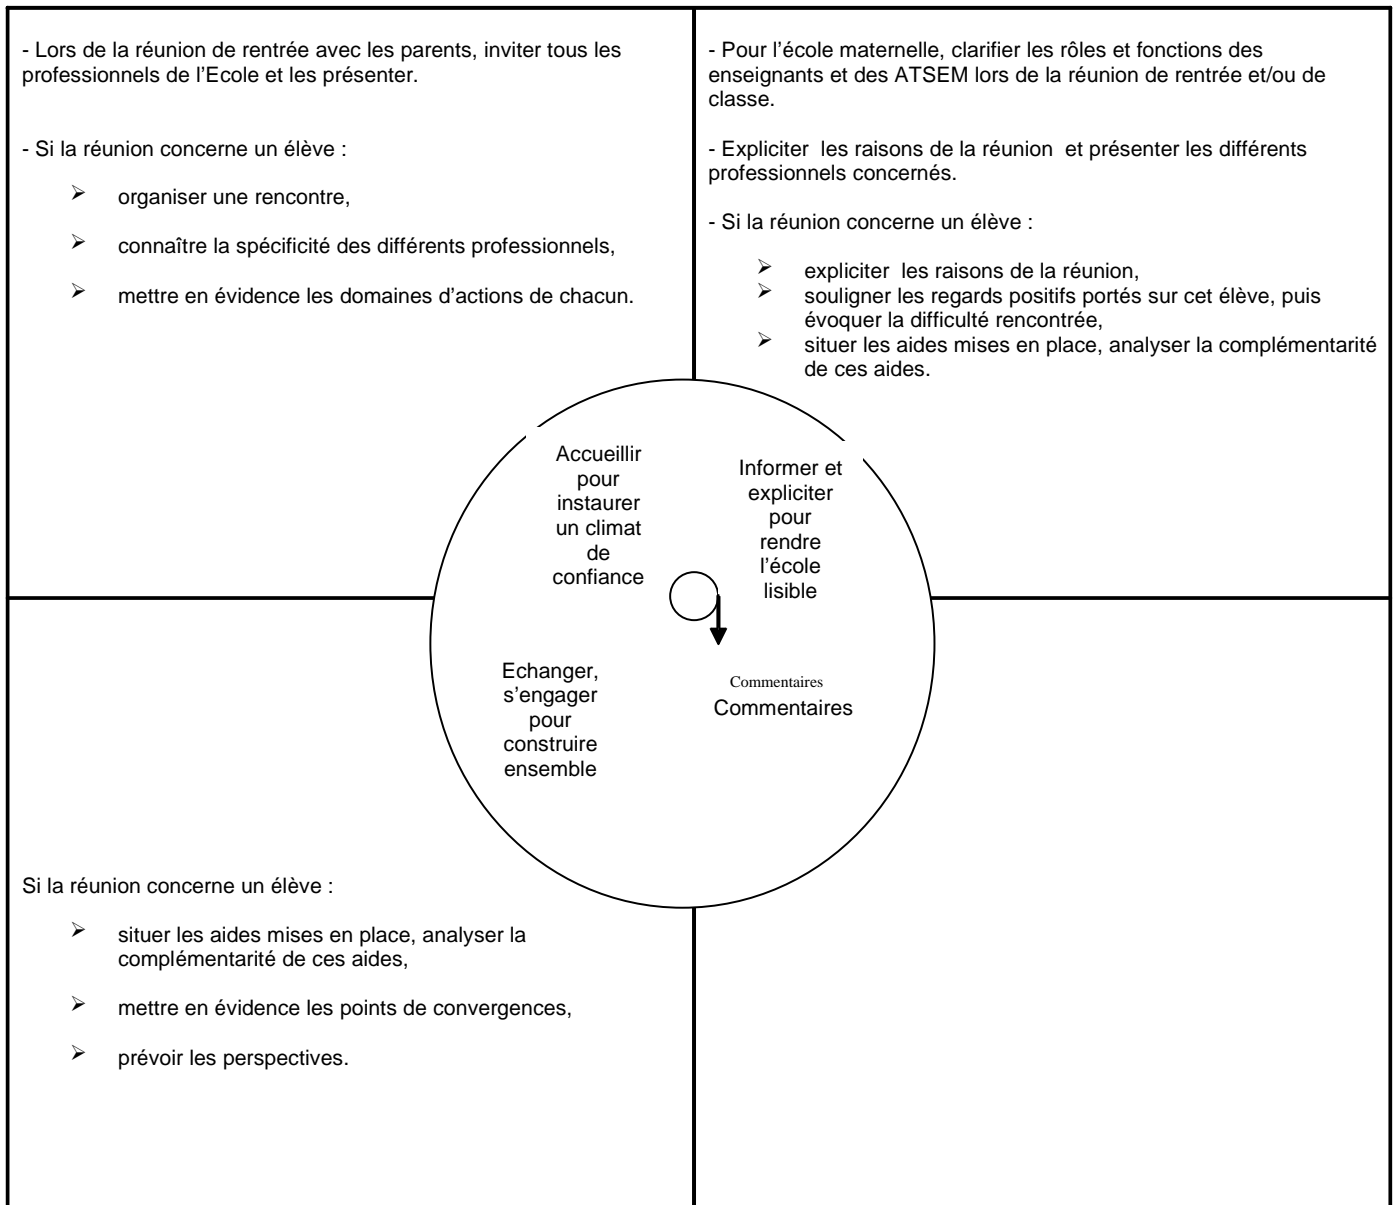 - Lors de la réunion de rentrée avec les parents, inviter tous les
professionnels de l'Ecole et les présenter.
- Si la réunion concerne un élève :
➢ organiser une rencontre,
➢ connaître la spécificité des différents professionnels,
➢ mettre en évidence les domaines d'actions de chacun.
- Pour l'école maternelle, clarifier les rôles et fonctions des
enseignants et des ATSEM lors de la réunion de rentrée et/ou de
classe.
- Expliciter les raisons de la réunion et présenter les différents
professionnels concernés.
- Si la réunion concerne un élève :
➢ expliciter les raisons de la réunion,
➢ souligner les regards positifs portés sur cet élève, puis
évoquer la difficulté rencontrée,
➢ situer les aides mises en place, analyser la complémentarité
de ces aides.
Accueillir
pour
instaurer
un climat
de
confiance
Informer et
expliciter
pour
rendre
l'école
lisible
Echanger,
s'engager
pour
construire
ensemble
Commentaires
Commentaires
Si la réunion concerne un élève :
➢ situer les aides mises en place, analyser la
complémentarité de ces aides,
➢ mettre en évidence les points de convergences,
➢ prévoir les perspectives.